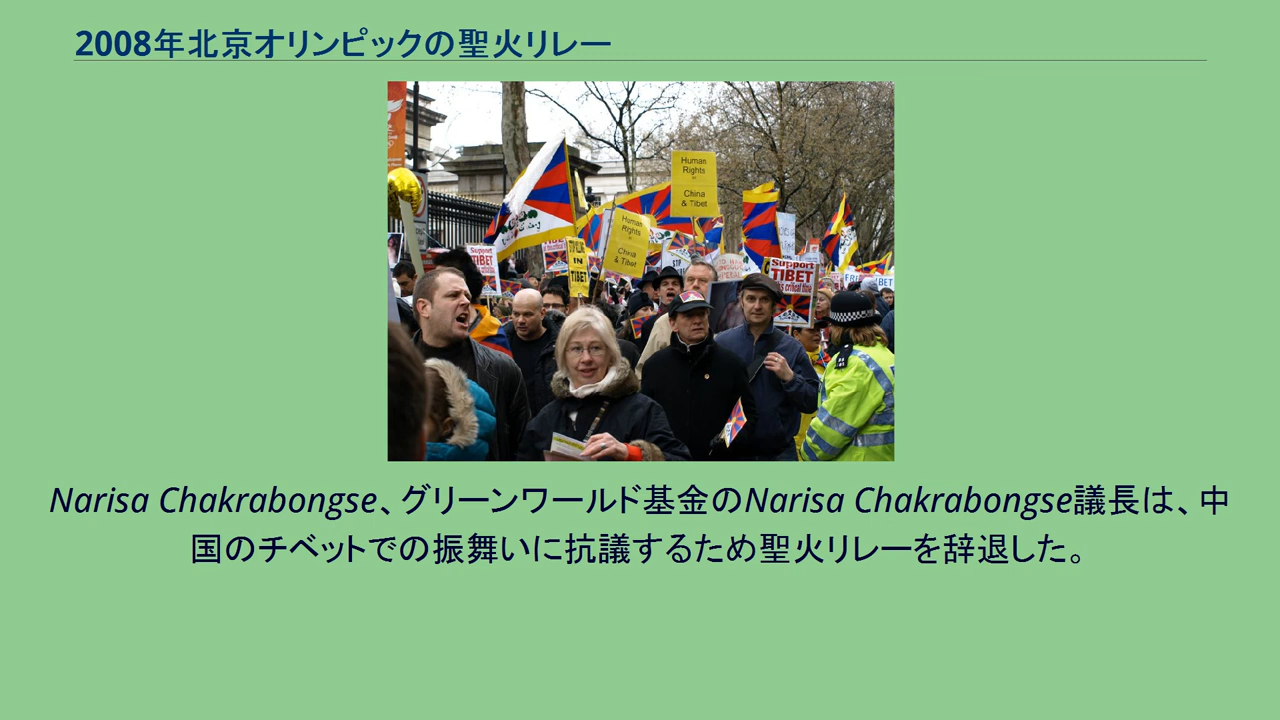 2008年北京オリンピックの聖火リレー
Human
Rights
China
& Tibet
Human
Rights
China
& Tibet
Support
TIBET
IN
TIBET
Support
TIBET
STP
Narisa Chakrabongse、グリーンワールド基金のNarisa Chakrabongse議長は、中
国のチベットでの振舞いに抗議するため聖火リレーを辞退した。